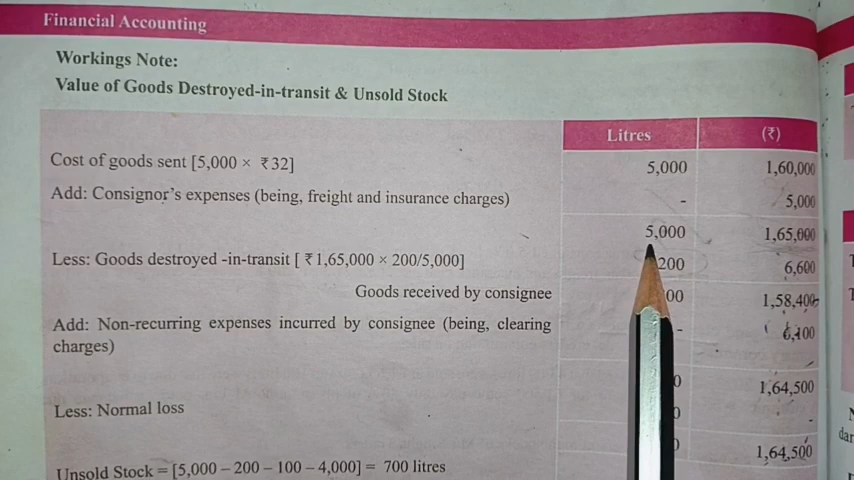 Financial Accounting
Workings Note:
Value of Goods Destroyed-in-transit & Unsold Stock
Litres (₹)
Cost of goods sent [5,000 × ₹32] 5,000 1,60,000
Add: Consignor's expenses (being, freight and insurance charges) - 5,000
5,000 1,65,000
Less: Goods destroyed -in-transit [ ₹1,65,000 × 200/5,000] 200 6,600
Goods received by consignee 00 1,58,400
Add: Non-recurring expenses incurred by consignee (being, clearing - 6,100
charges)
0 1,64,500
Less: Normal loss 0 -
0 1,64,500
Unsold Stock = [5,000 – 200 – 100 – 4,000] = 700 litres